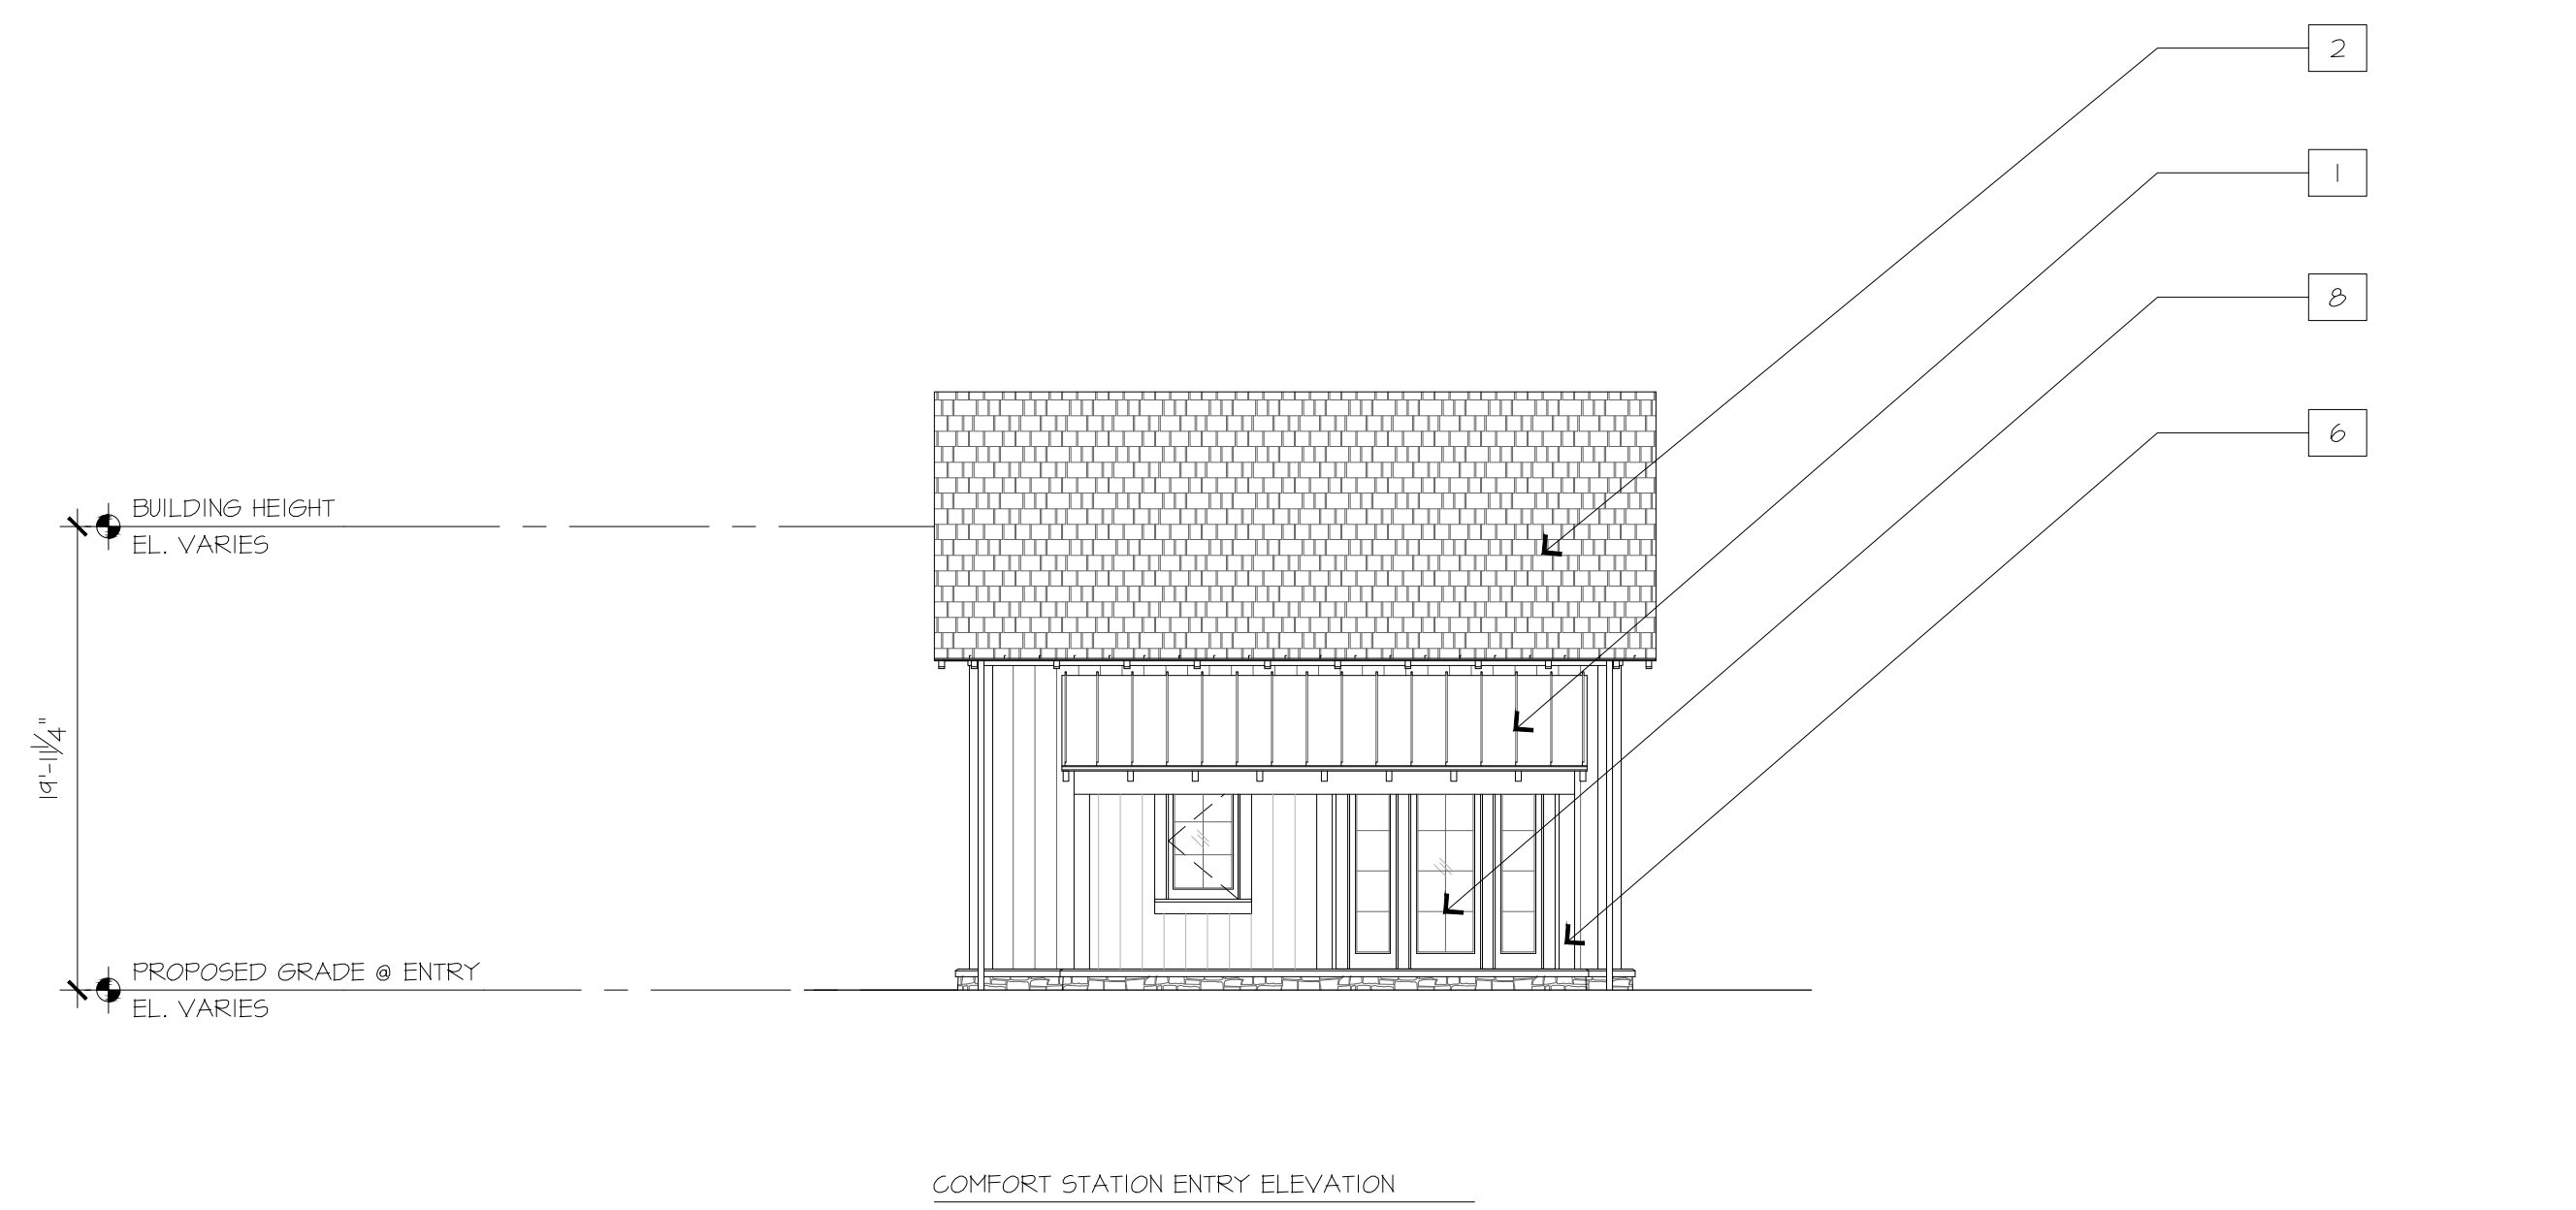 2
1
8
6
BUILDING HEIGHT
EL. VARIES
19'-11¼"
PROPOSED GRADE @ ENTRY
EL. VARIES
COMFORT STATION ENTRY ELEVATION